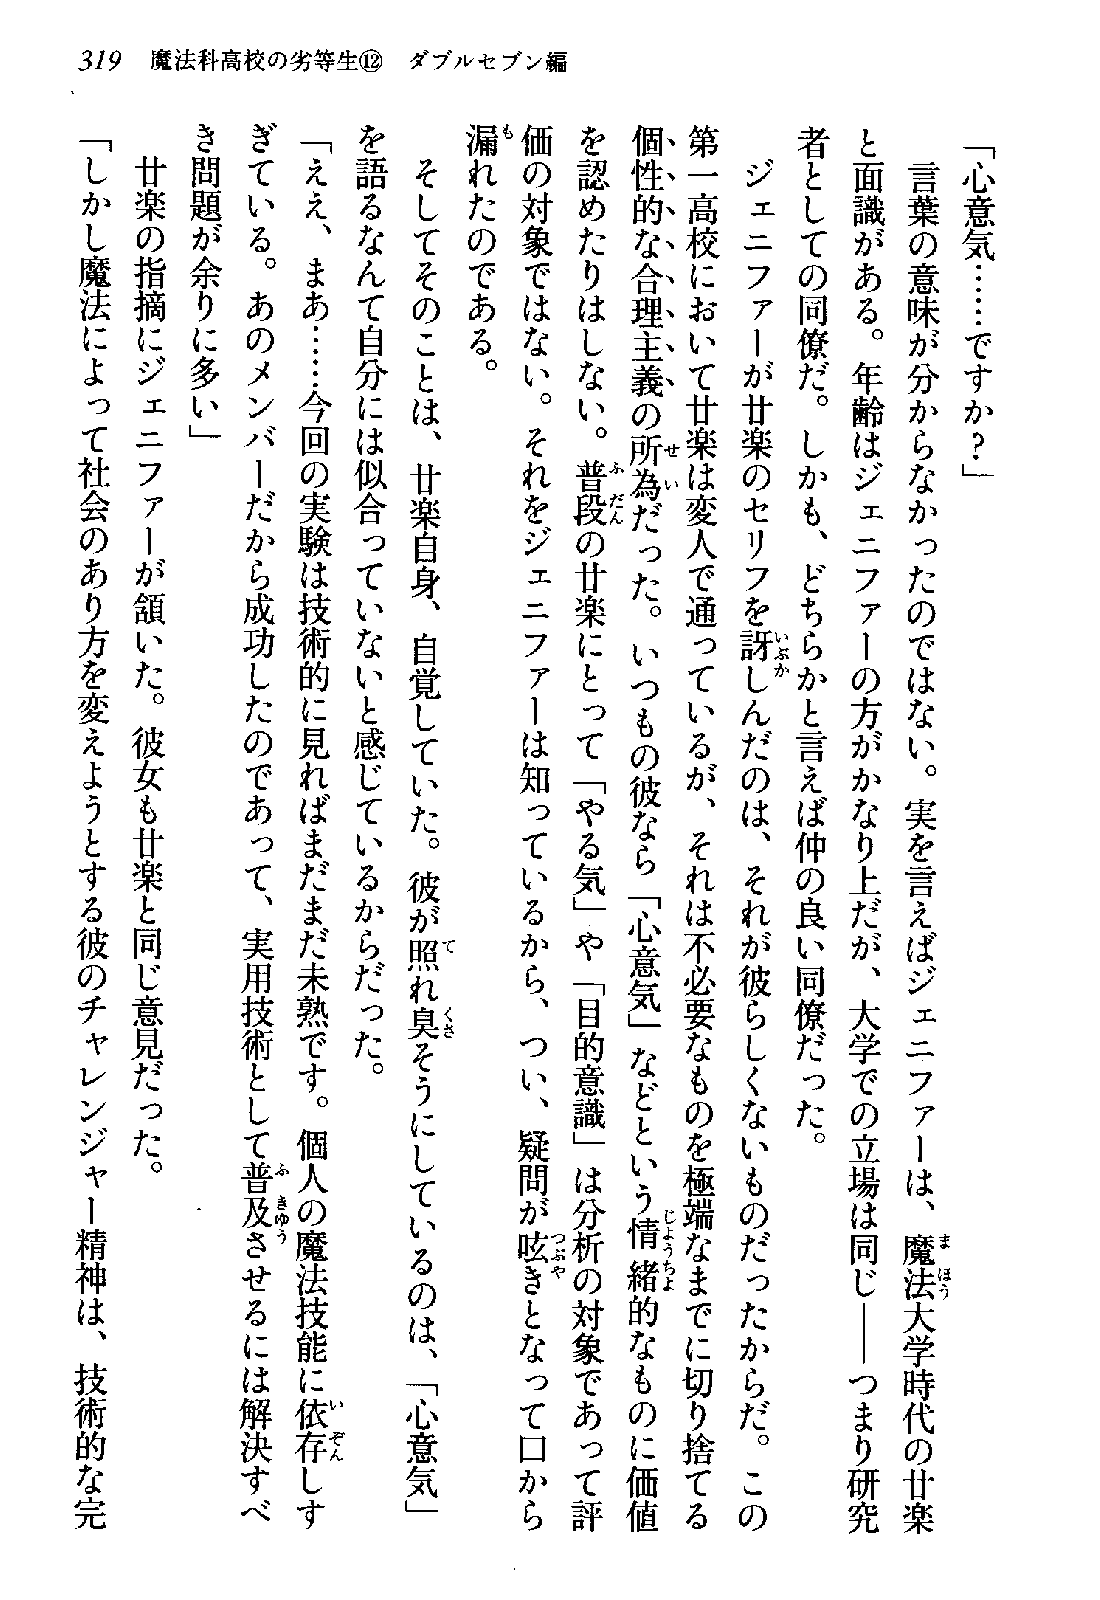 319　魔法科高校の劣等生⑫　ダブルセブン編
「心意気……ですか？」
　言葉の意味が分からなかったのではない。実を言えばジェニファーは、魔法大学時代の廿楽
と面識がある。年齢はジェニファーの方がかなり上だが、大学での立場は同じ――つまり研究
者としての同僚だ。しかも、どちらかと言えば仲の良い同僚だった。
　ジェニファーが廿楽のセリフを訝しんだのは、それが彼らしくないものだったからだ。この
第一高校において廿楽は変人で通っているが、それは不必要なものを極端なまでに切り捨てる
個性的な合理主義の所為だった。いつもの彼なら「心意気」などという情緒的なものに価値
を認めたりはしない。普段の廿楽にとって「やる気」や「目的意識」は分析の対象であって評
価の対象ではない。それをジェニファーは知っているから、つい、疑問が呟きとなって口から
漏れたのである。
　そしてそのことは、廿楽自身、自覚していた。彼が照れ臭そうにしているのは、「心意気」
を語るなんて自分には似合っていないと感じているからだった。
「ええ、まあ……今回の実験は技術的に見ればまだまだ未熟です。個人の魔法技能に依存しす
ぎている。あのメンバーだから成功したのであって、実用技術として普及させるには解決すべ
き問題が余りに多い」
　廿楽の指摘にジェニファーが頷いた。彼女も廿楽と同じ意見だった。
「しかし魔法によって社会のあり方を変えようとする彼のチャレンジャー精神は、技術的な完